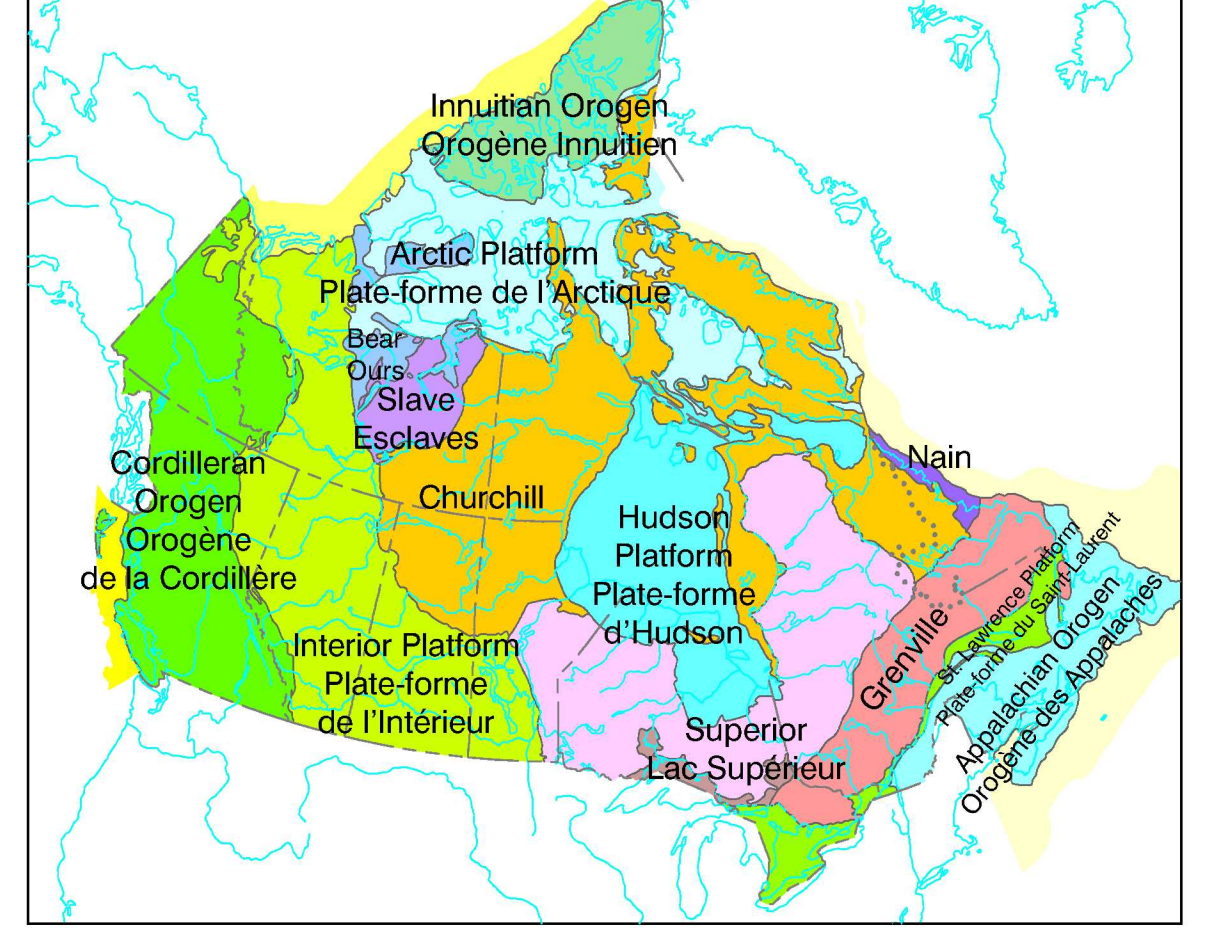 Innuitian Orogen
Orogène Innuitien
Arctic Platform
Plate-forme de l'Arctique
Bear
Ours
Slave
Esclaves
Cordilleran
Orogen
Orogène
de la Cordillère
Churchill
Nain
Hudson
Platform
Plate-forme
d'Hudson
Interior Platform
Plate-forme
de l'Intérieur
Superior
Lac Supérieur
Grenville
St. Lawrence Platform
Plate-forme du Saint-Laurent
Appalachian Orogen
Orogène des Appalaches